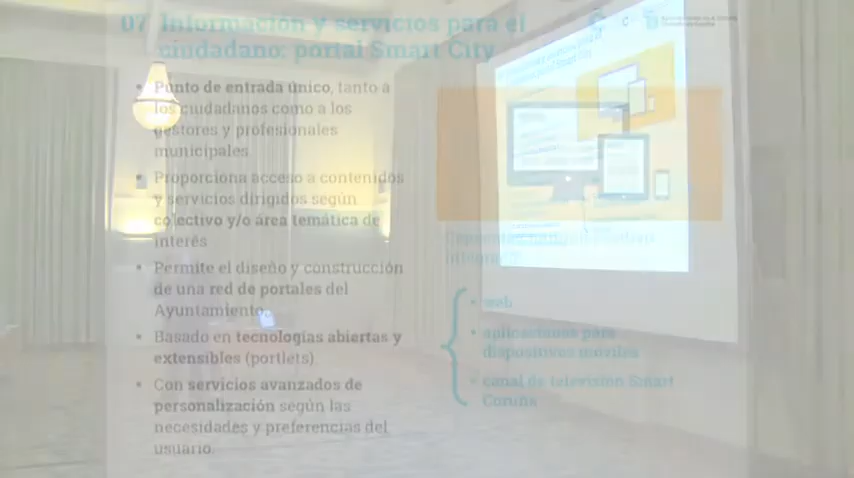 07 Información y servicios para el
ciudadano: portal Smart City
• Punto de entrada único, tanto a
los ciudadanos como a los
gestores y profesionales
municipales.
• Proporciona acceso a contenidos
y servicios dirigidos según
colectivo y/o área temática de
interés
• Permite el diseño y construcción
de una red de portales del
Ayuntamiento.
• Basado en tecnologías abiertas y
extensibles (portlets).
• Con servicios avanzados de
personalización según las
necesidades y preferencias del
usuario.
• web
• aplicaciones para
dispositivos móviles
• canal de televisión Smart
Coruña